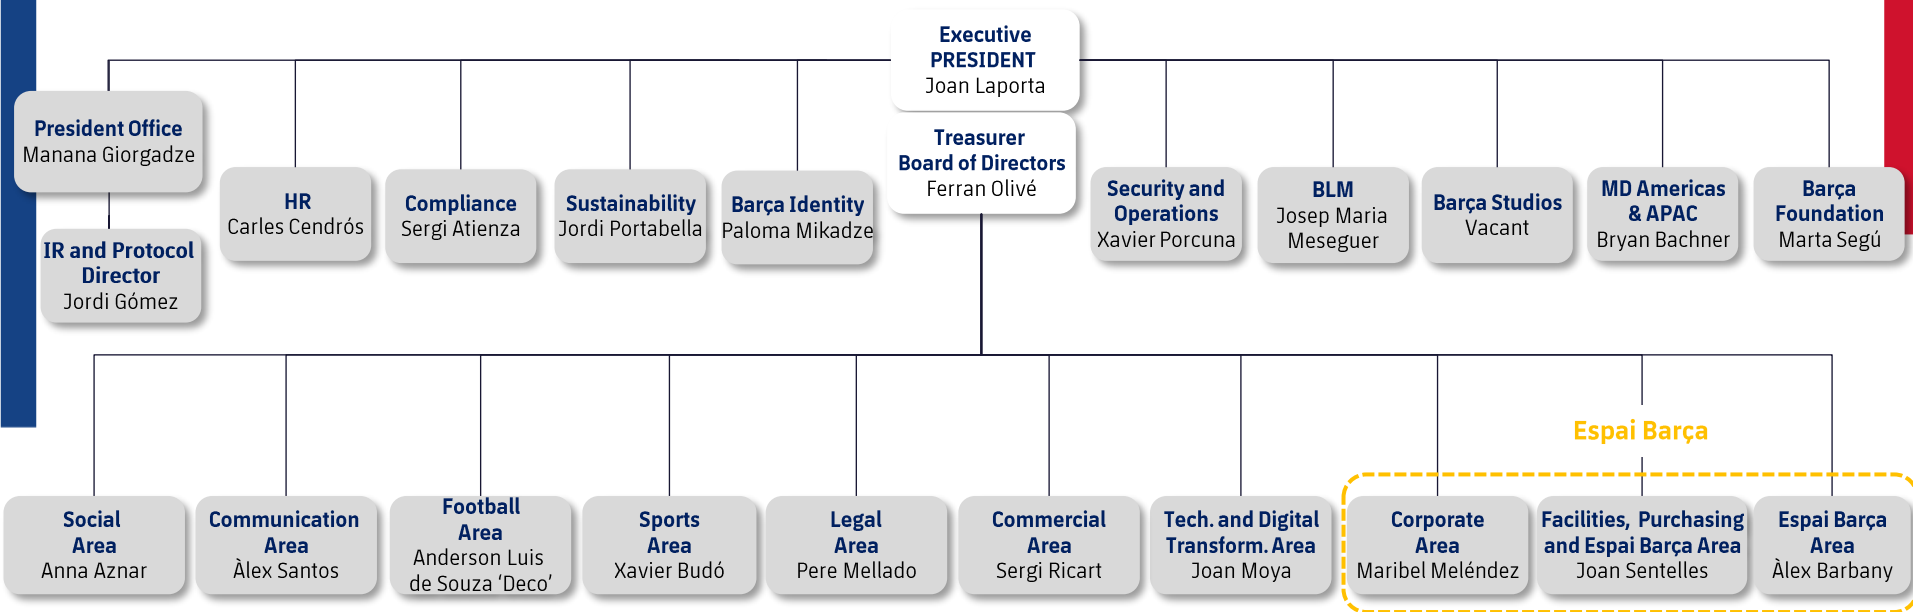 Executive
PRESIDENT
Joan Laporta
Treasurer
Board of Directors
Ferran Olivé
President Office
Manana Giorgadze
IR and Protocol
Director
Jordi Gómez
HR
Carles Cendrós
Compliance
Sergi Atienza
Sustainability
Jordi Portabella
Barça Identity
Paloma Mikadze
Security and
Operations
Xavier Porcuna
BLM
Josep Maria
Meseguer
Barça Studios
Vacant
MD Americas
& APAC
Bryan Bachner
Barça
Foundation
Marta Segú
Espai Barça
Social
Area
Anna Aznar
Communication
Area
Àlex Santos
Football
Area
Anderson Luis
de Souza ‘Deco’
Sports
Area
Xavier Budó
Legal
Area
Pere Mellado
Commercial
Area
Sergi Ricart
Tech. and Digital
Transform. Area
Joan Moya
Corporate
Area
Maribel Meléndez
Facilities, Purchasing
and Espai Barça Area
Joan Sentelles
Espai Barça
Area
Àlex Barbany